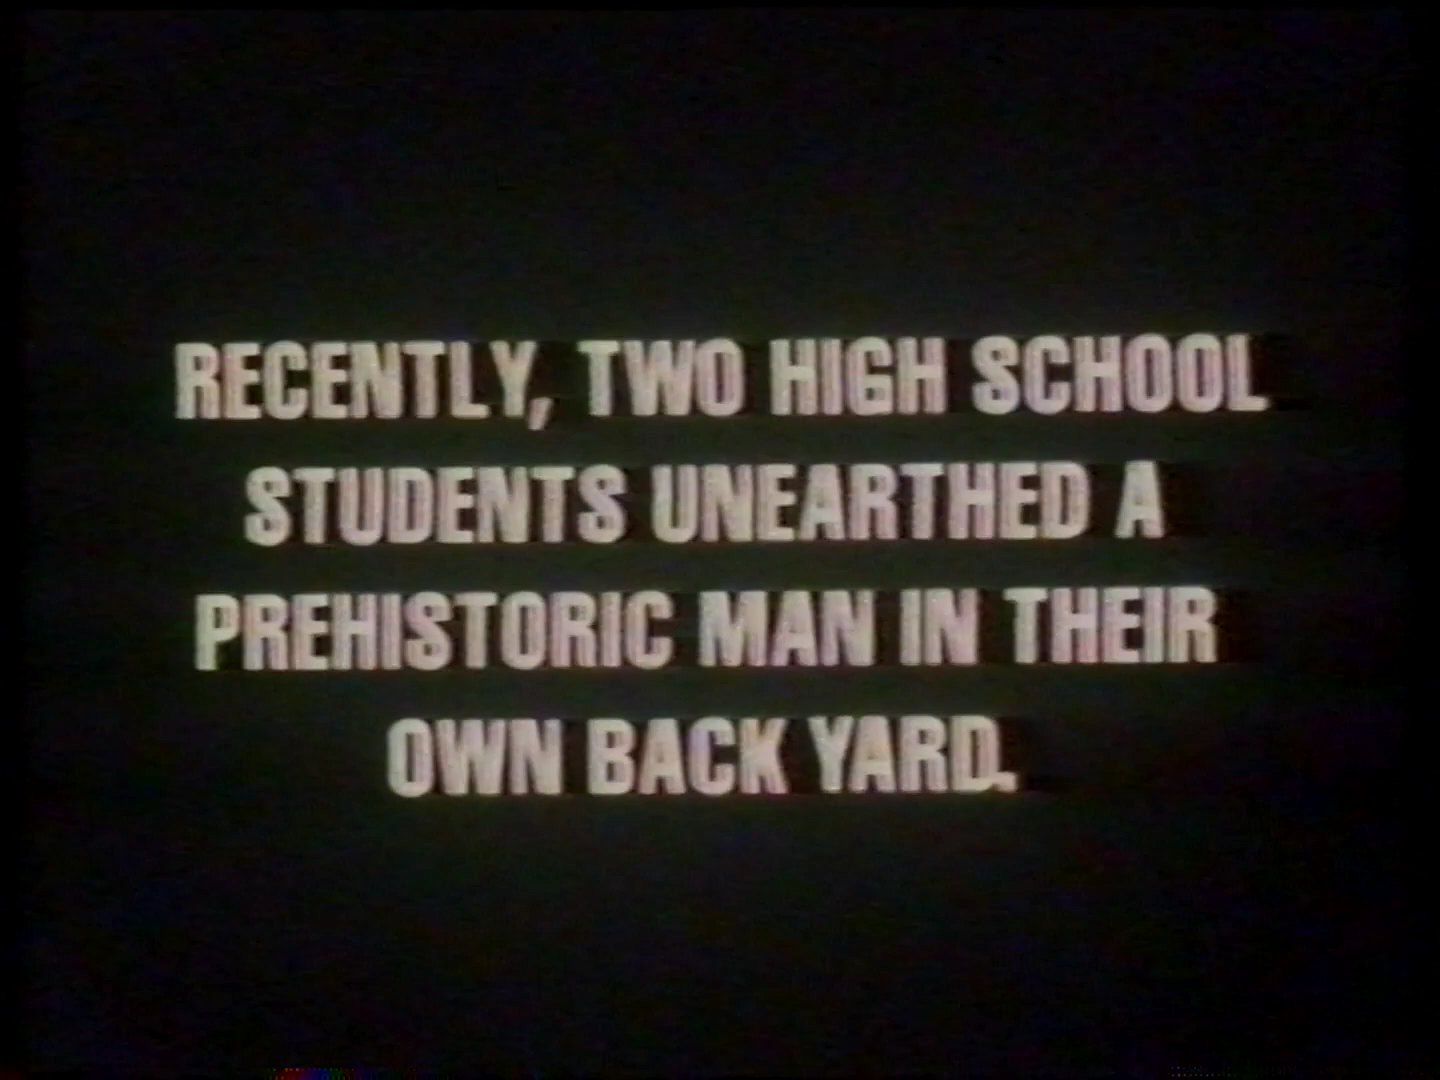 RECENTLY, TWO HIGH SCHOOL
STUDENTS UNEARTHED A
PREHISTORIC MAN IN THEIR
OWN BACK YARD.